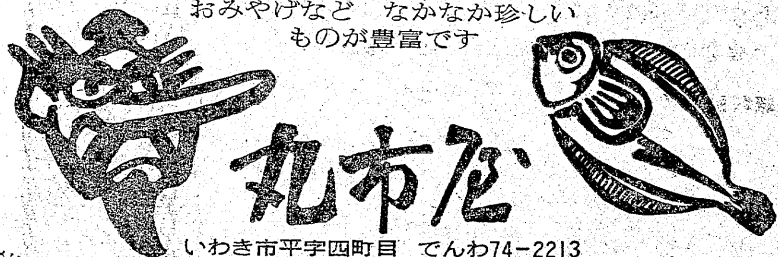 おみやげなど なかなか珍しい
ものが豊富です
丸市屋
いわき市平字四町目 でんわ74-2213